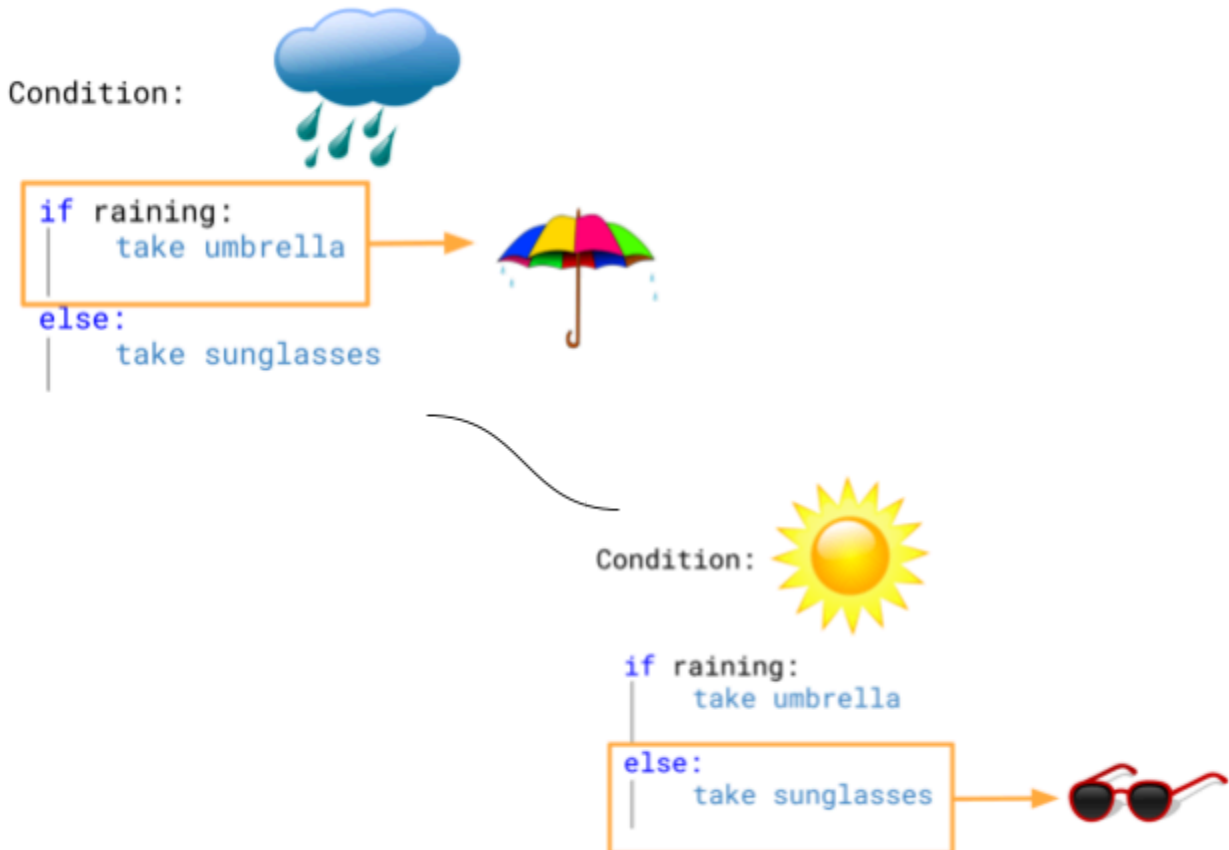 Condition:
if raining:
take umbrella
else:
take sunglasses
Condition:
if raining:
take umbrella
else:
take sunglasses